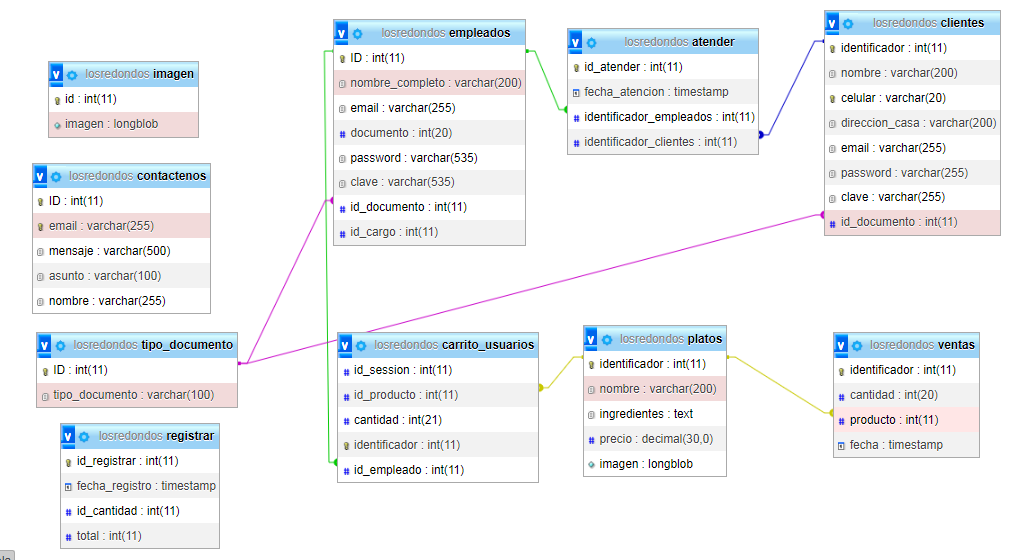 losredondos imagen
id : int(11)
imagen : longblob
losredondos contactenos
ID : int(11)
email : varchar(255)
mensaje : varchar(500)
asunto : varchar(100)
nombre : varchar(255)
losredondos tipo_documento
ID : int(11)
tipo_documento : varchar(100)
losredondos registrar
id_registrar : int(11)
fecha_registro : timestamp
id_cantidad : int(11)
total : int(11)
losredondos empleados
ID : int(11)
nombre_completo : varchar(200)
email : varchar(255)
documento : int(20)
password : varchar(535)
clave : varchar(535)
id_documento : int(11)
id_cargo : int(11)
losredondos carrito_usuarios
id_session : int(11)
id_producto : int(11)
cantidad : int(21)
identificador : int(11)
id_empleado : int(11)
losredondos atender
id_atender : int(11)
fecha_atencion : timestamp
identificador_empleados : int(11)
identificador_clientes : int(11)
losredondos platos
identificador : int(11)
nombre : varchar(200)
ingredientes : text
precio : decimal(30,0)
imagen : longblob
losredondos clientes
identificador : int(11)
nombre : varchar(200)
celular : varchar(20)
direccion_casa : varchar(200)
email : varchar(255)
password : varchar(255)
clave : varchar(255)
id_documento : int(11)
losredondos ventas
identificador : int(11)
cantidad : int(20)
producto : int(11)
fecha : timestamp